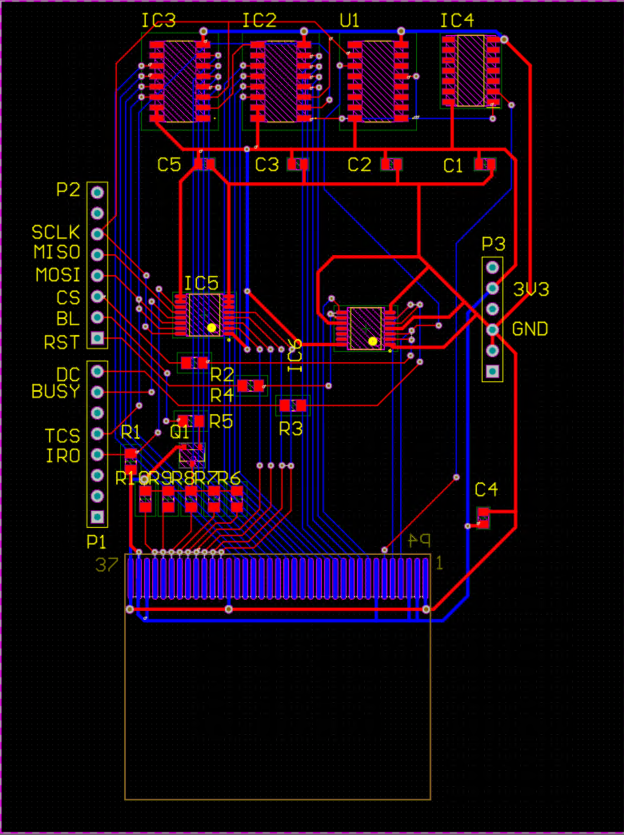 IC3 IC2 U1 IC4
C5 C3 C2 C1
P2
SCLK
MISO
MOSI
CS
BL
RST
P3
3V3
GND
IC5
IC6
DC
BUSY
TCS
IRO
P1
R2
R4
R3
R5
R1 Q1
R10 R9 R8 R7 R6
C4
P4
37 1